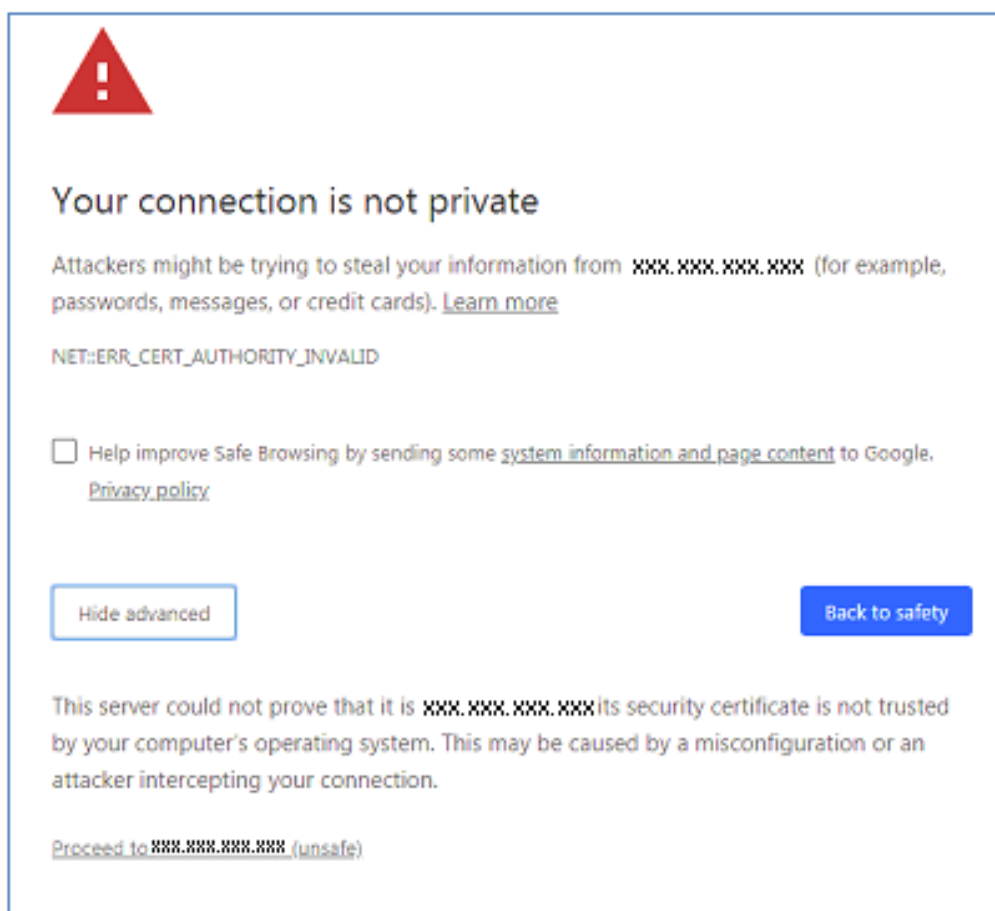 Your connection is not private
Attackers might be trying to steal your information from xxx.xxx.xxx.xxx (for example,
passwords, messages, or credit cards). Learn more
NET::ERR_CERT_AUTHORITY_INVALID
Help improve Safe Browsing by sending some system information and page content to Google.
Privacy policy
Hide advanced
Back to safety
This server could not prove that it is xxx.xxx.xxx.xxx its security certificate is not trusted
by your computer's operating system. This may be caused by a misconfiguration or an
attacker intercepting your connection.
Proceed to xxx.xxx.xxx.xxx (unsafe)